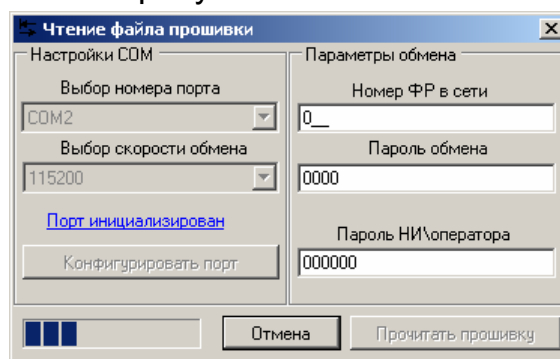 Чтение файла прошивки
Настройки COM
Выбор номера порта
COM2
Выбор скорости обмена
115200
Порт инициализирован
Конфигурировать порт
Параметры обмена
Номер ФР в сети
0__
Пароль обмена
0000
Пароль НИ\оператора
000000
Отмена
Прочитать прошивку